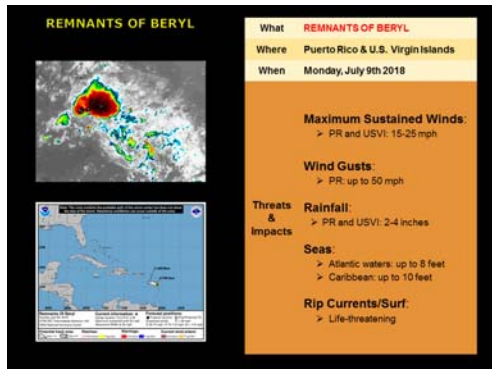 REMNANTS OF BERYL
What REMNANTS OF BERYL
Where Puerto Rico & U.S. Virgin Islands
When Monday, July 9th 2018
Threats
&
Impacts
Maximum Sustained Winds:
➢ PR and USVI: 15-25 mph
Wind Gusts:
➢ PR: up to 50 mph
Rainfall:
➢ PR and USVI: 2-4 inches
Seas:
➢ Atlantic waters: up to 8 feet
➢ Caribbean: up to 10 feet
Rip Currents/Surf:
➢ Life-threatening
Remnants Of Beryl